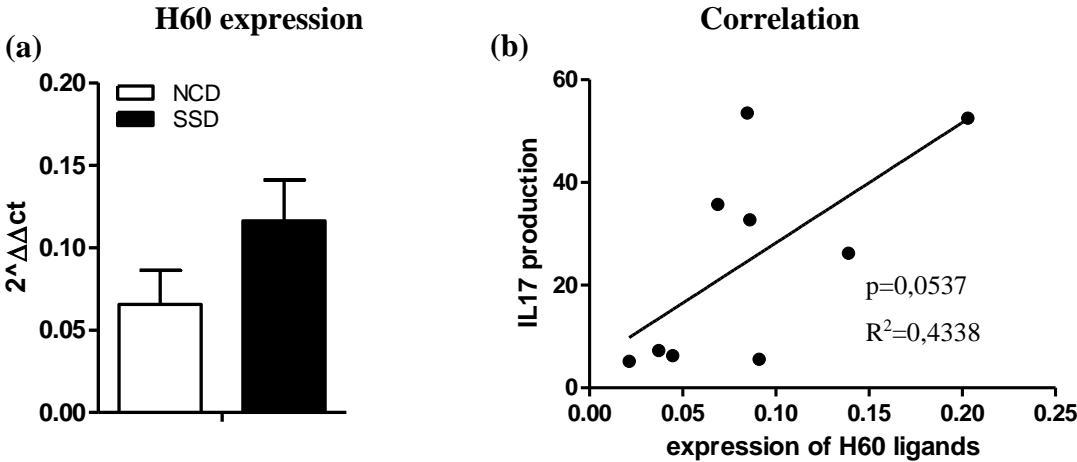 H60 expression
(a)
NCD
SSD
0.20
0.15
0.10
0.05
0.00
2^ΔΔct
Correlation
(b)
60
40
20
0
IL17 production
p=0,0537
R²=0,4338
0.00 0.05 0.10 0.15 0.20 0.25
expression of H60 ligands